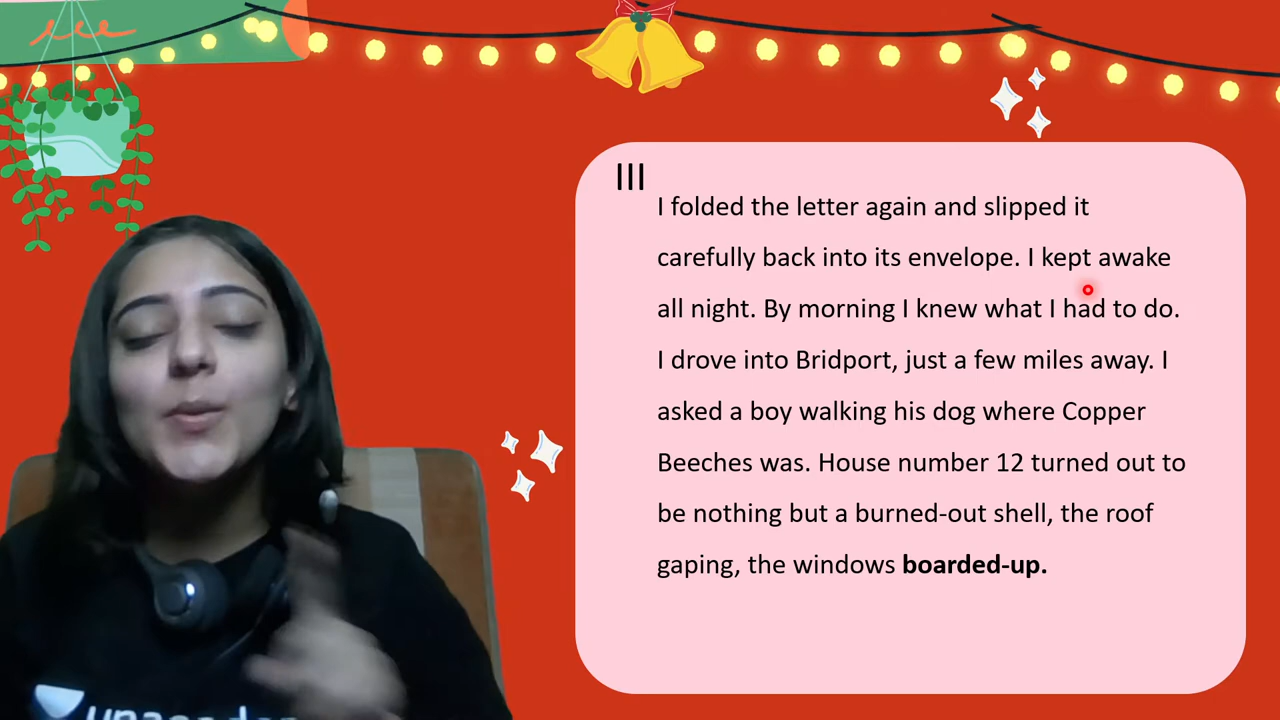 III
I folded the letter again and slipped it
carefully back into its envelope. I kept awake
all night. By morning I knew what I had to do.
I drove into Bridport, just a few miles away. I
asked a boy walking his dog where Copper
Beeches was. House number 12 turned out to
be nothing but a burned-out shell, the roof
gaping, the windows boarded-up.